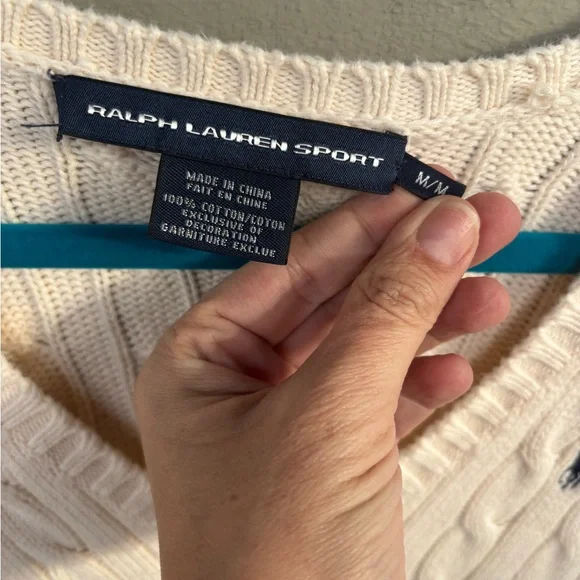 RALPH LAUREN SPORT
M/M
MADE IN CHINA
FAIT EN CHINE
100% COTTON/COTON
EXCLUSIVE OF
DECORATION
GARNITURE EXCLUE